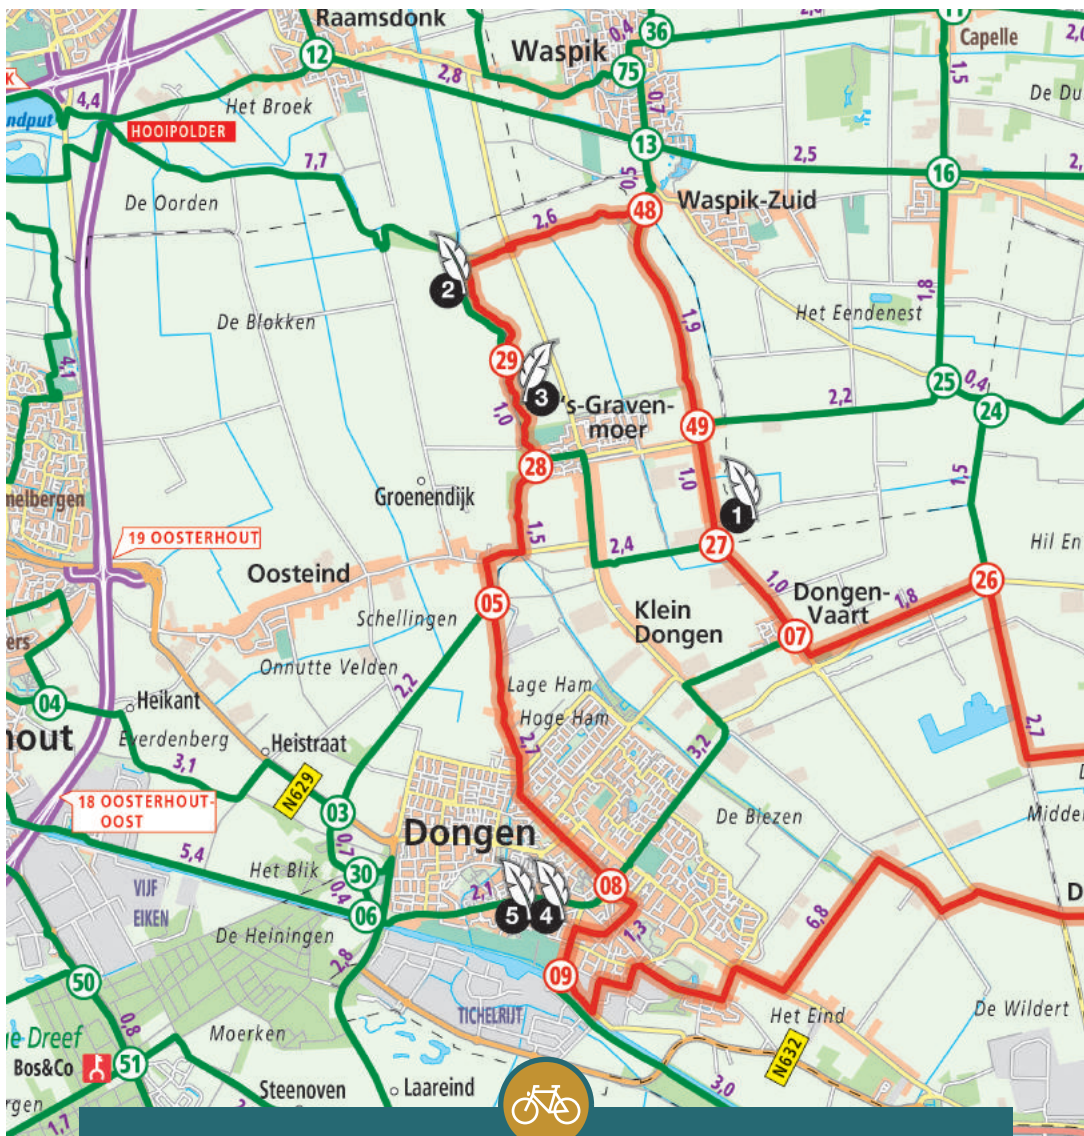 Raamsdonk
12
2,8
Waspik
0,4
36
75
0,7
11
Capelle
1,5
4,4
Het Broek
HOOIPOLDER
7,7
De Oorden
13
0,5
2,5
16
48
Waspik-Zuid
2,6
2
De Blokken
1,9
1,8
Het Eendenest
4,1
29
3
1,0
's-Graven-
moer
49
2,2
25
0,4
24
28
Groenendijk
1,0
1
1,5
1,5
19 OOSTERHOUT
Oosteind
2,4
27
05
Schellingen
Klein
Dongen
1,0
Dongen-
Vaart
1,8
26
07
Onnutte Velden
2,2
Lage Ham
Hoge Ham
04
Heikant
Everdenberg
3,1
Heistraat
N629
2,7
3,2
2,7
18 OOSTERHOUT-
OOST
03
0,7
Dongen
De Biezen
5,4
Het Blik
30
0,4
06
VIJF
EIKEN
2,1
08
5
4
De Heiningen
2,8
1,3
6,8
09
50
TICHELRIJT
Het Eind
De Wildert
Moerken
0,8
Bos&Co
51
N632
Steenoven
Laareind
3,0
1,7